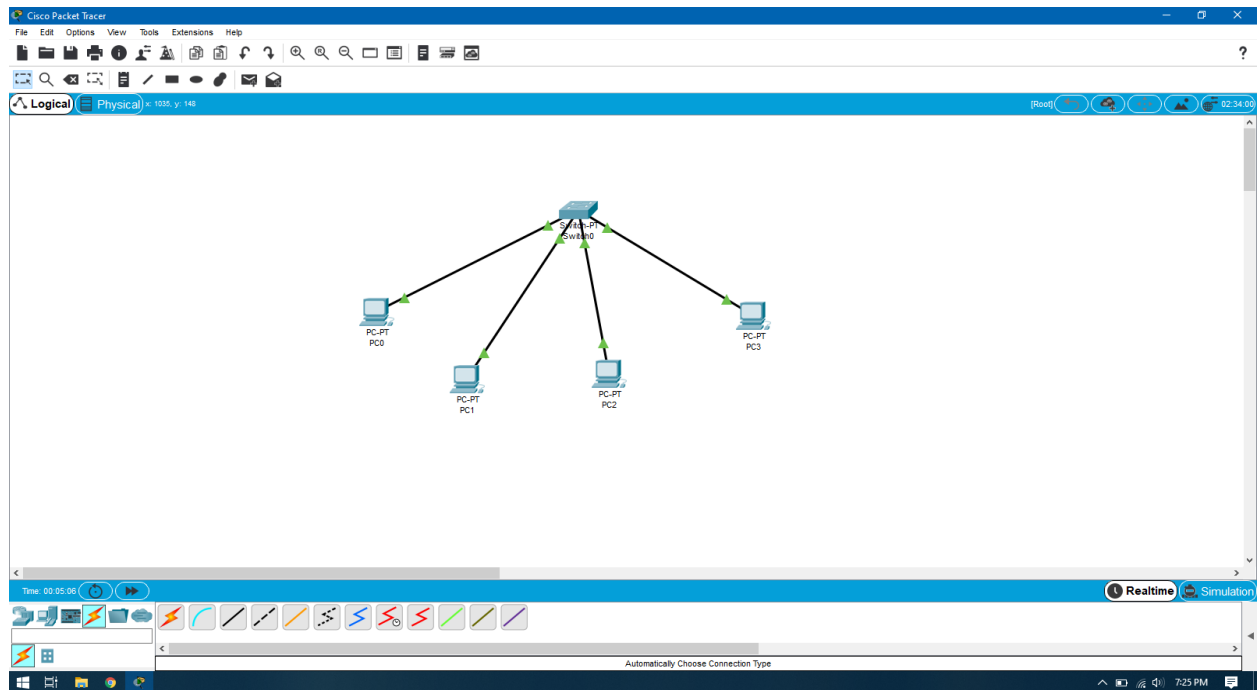 Cisco Packet Tracer
File Edit Options View Tools Extensions Help
?
Logical Physical x: 1035, y: 148 [Root] 02:34:00
Switch-PT
Switch0
PC-PT
PC0
PC-PT
PC3
PC-PT
PC1
PC-PT
PC2
Time: 00:05:06 Realtime Simulation
Automatically Choose Connection Type
7:25 PM